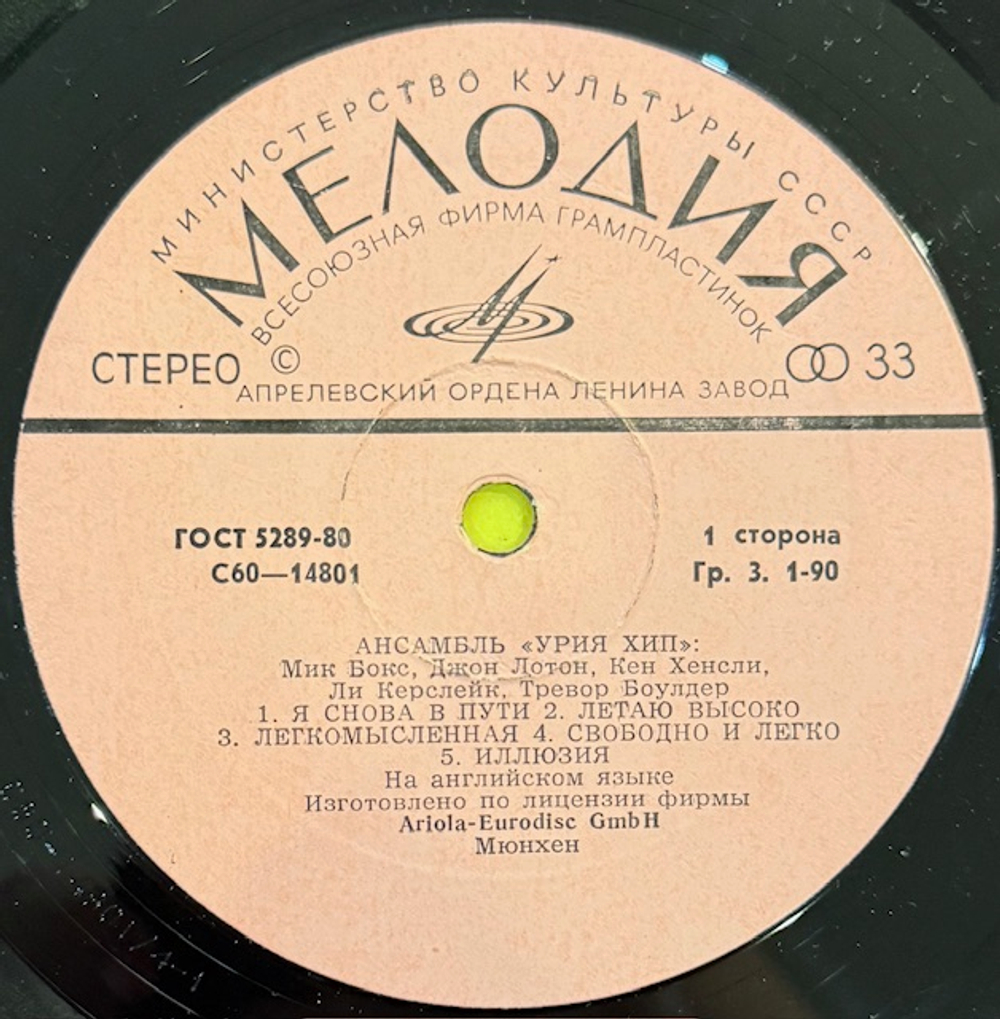 МИНИСТЕРСТВО КУЛЬТУРЫ СССР
МЕЛОДИЯ
ВСЕСОЮЗНАЯ ФИРМА ГРАМПЛАСТИНОК
СТЕРЕО ©
33
АПРЕЛЕВСКИЙ ОРДЕНА ЛЕНИНА ЗАВОД
ГОСТ 5289-80
С60—14801
1 сторона
Гр. 3. 1-90
АНСАМБЛЬ «УРИЯ ХИП»:
Мик Бокс, Джон Лотон, Кен Хенсли,
Ли Керслейк, Тревор Боулдер
1. Я СНОВА В ПУТИ 2. ЛЕТАЮ ВЫСОКО
3. ЛЕГКОМЫСЛЕННАЯ 4. СВОБОДНО И ЛЕГКО
5. ИЛЛЮЗИЯ
На английском языке
Изготовлено по лицензии фирмы
Ariola-Eurodisc GmbH
Мюнхен